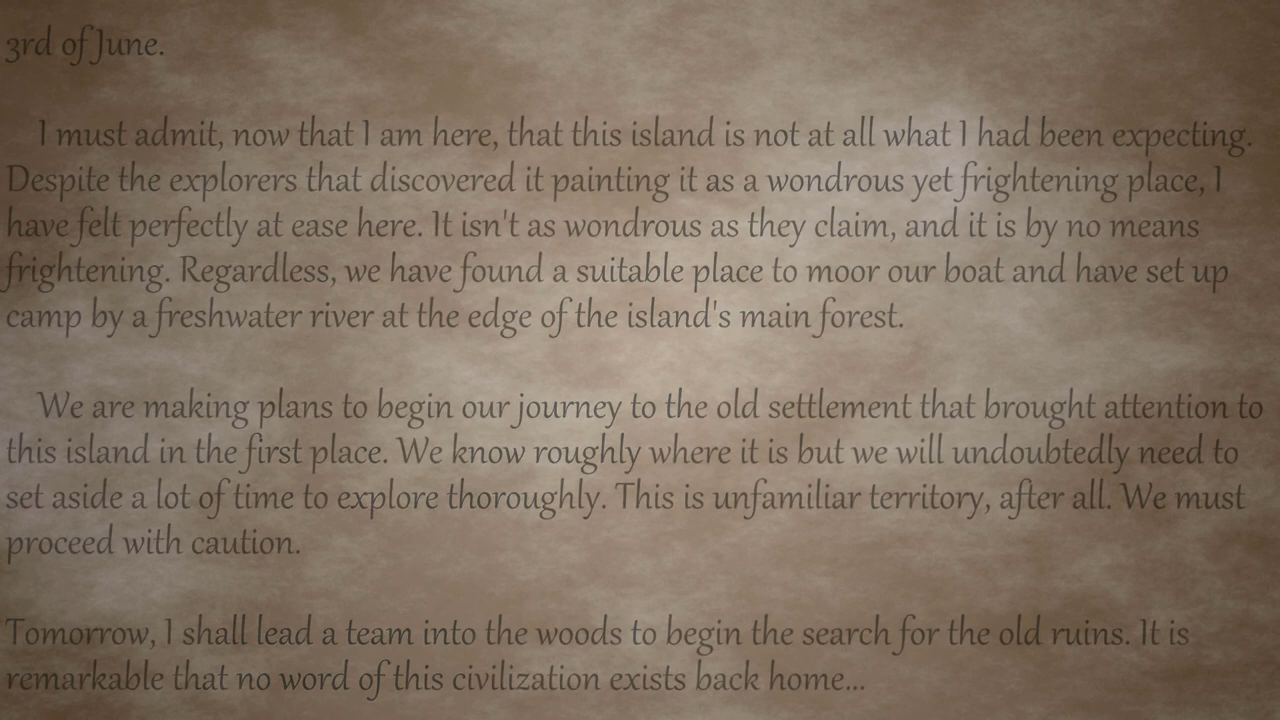 3rd of June.
I must admit, now that I am here, that this island is not at all what I had been expecting.
Despite the explorers that discovered it painting it as a wondrous yet frightening place, I
have felt perfectly at ease here. It isn't as wondrous as they claim, and it is by no means
frightening. Regardless, we have found a suitable place to moor our boat and have set up
camp by a freshwater river at the edge of the island's main forest.
We are making plans to begin our journey to the old settlement that brought attention to
this island in the first place. We know roughly where it is but we will undoubtedly need to
set aside a lot of time to explore thoroughly. This is unfamiliar territory, after all. We must
proceed with caution.
Tomorrow, I shall lead a team into the woods to begin the search for the old ruins. It is
remarkable that no word of this civilization exists back home...